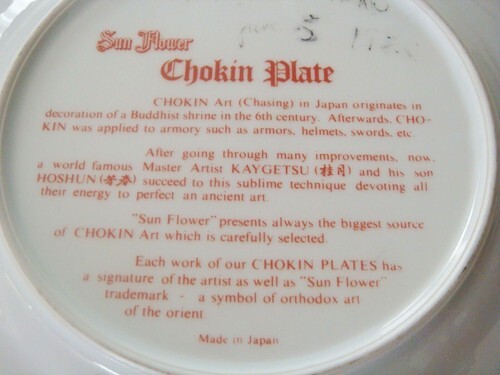 Sun Flower
Chokin Plate
CHOKIN Art (Chasing) in Japan originates in
decoration of a Buddhist shrine in the 6th century. Afterwards, CHO-
KIN was applied to armory such as armors, helmets, swords, etc.
After going through many improvements, now,
a world famous Master Artist KAYGETSU (桂月) and his son
HOSHUN (芳春) succeed to this sublime technique devoting all
their energy to perfect an ancient art.
"Sun Flower" presents always the biggest source
of CHOKIN Art which is carefully selected.
Each work of our CHOKIN PLATES has
a signature of the artist as well as "Sun Flower"
trademark - a symbol of orthodox art
of the orient.
Made in Japan